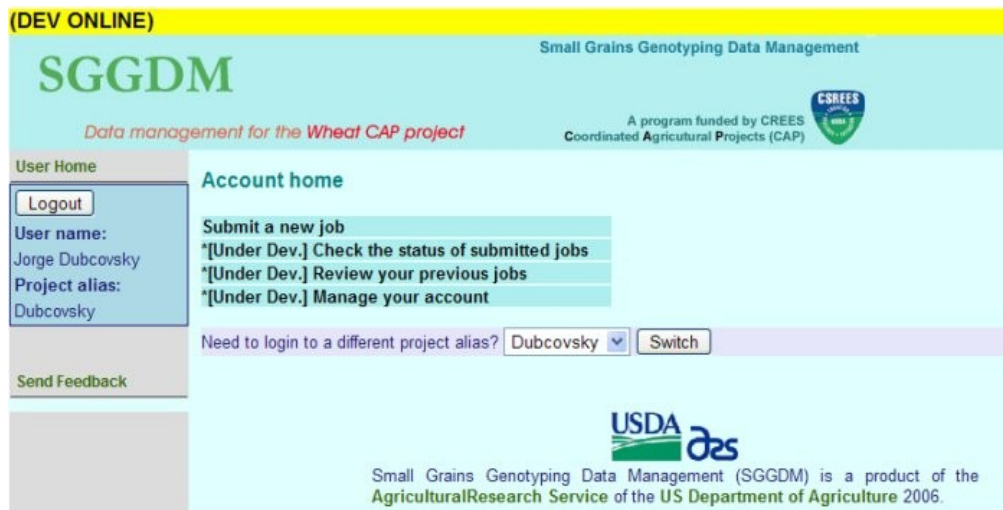 (DEV ONLINE)
SGGDM
Small Grains Genotyping Data Management
CSREES
Data management for the Wheat CAP project
A program funded by CREES
Coordinated Agricutural Projects (CAP)
User Home
Logout
User name:
Jorge Dubcovsky
Project alias:
Dubcovsky
Send Feedback
Account home
Submit a new job
*[Under Dev.] Check the status of submitted jobs
*[Under Dev.] Review your previous jobs
*[Under Dev.] Manage your account
Need to login to a different project alias? Dubcovsky Switch
USDA ars
Small Grains Genotyping Data Management (SGGDM) is a product of the
AgriculturalResearch Service of the US Department of Agriculture 2006.